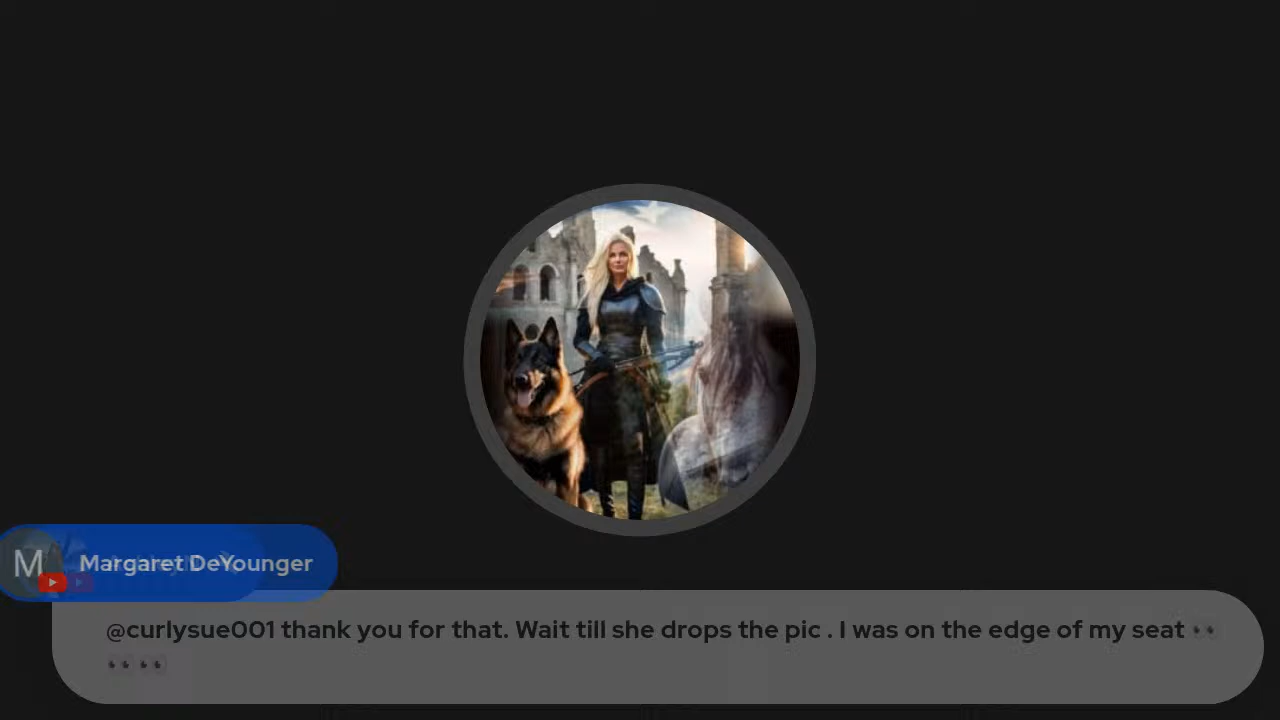 M
Margaret DeYounger
@curlysue001 thank you for that. Wait till she drops the pic . I was on the edge of my seat 👀
👀👀